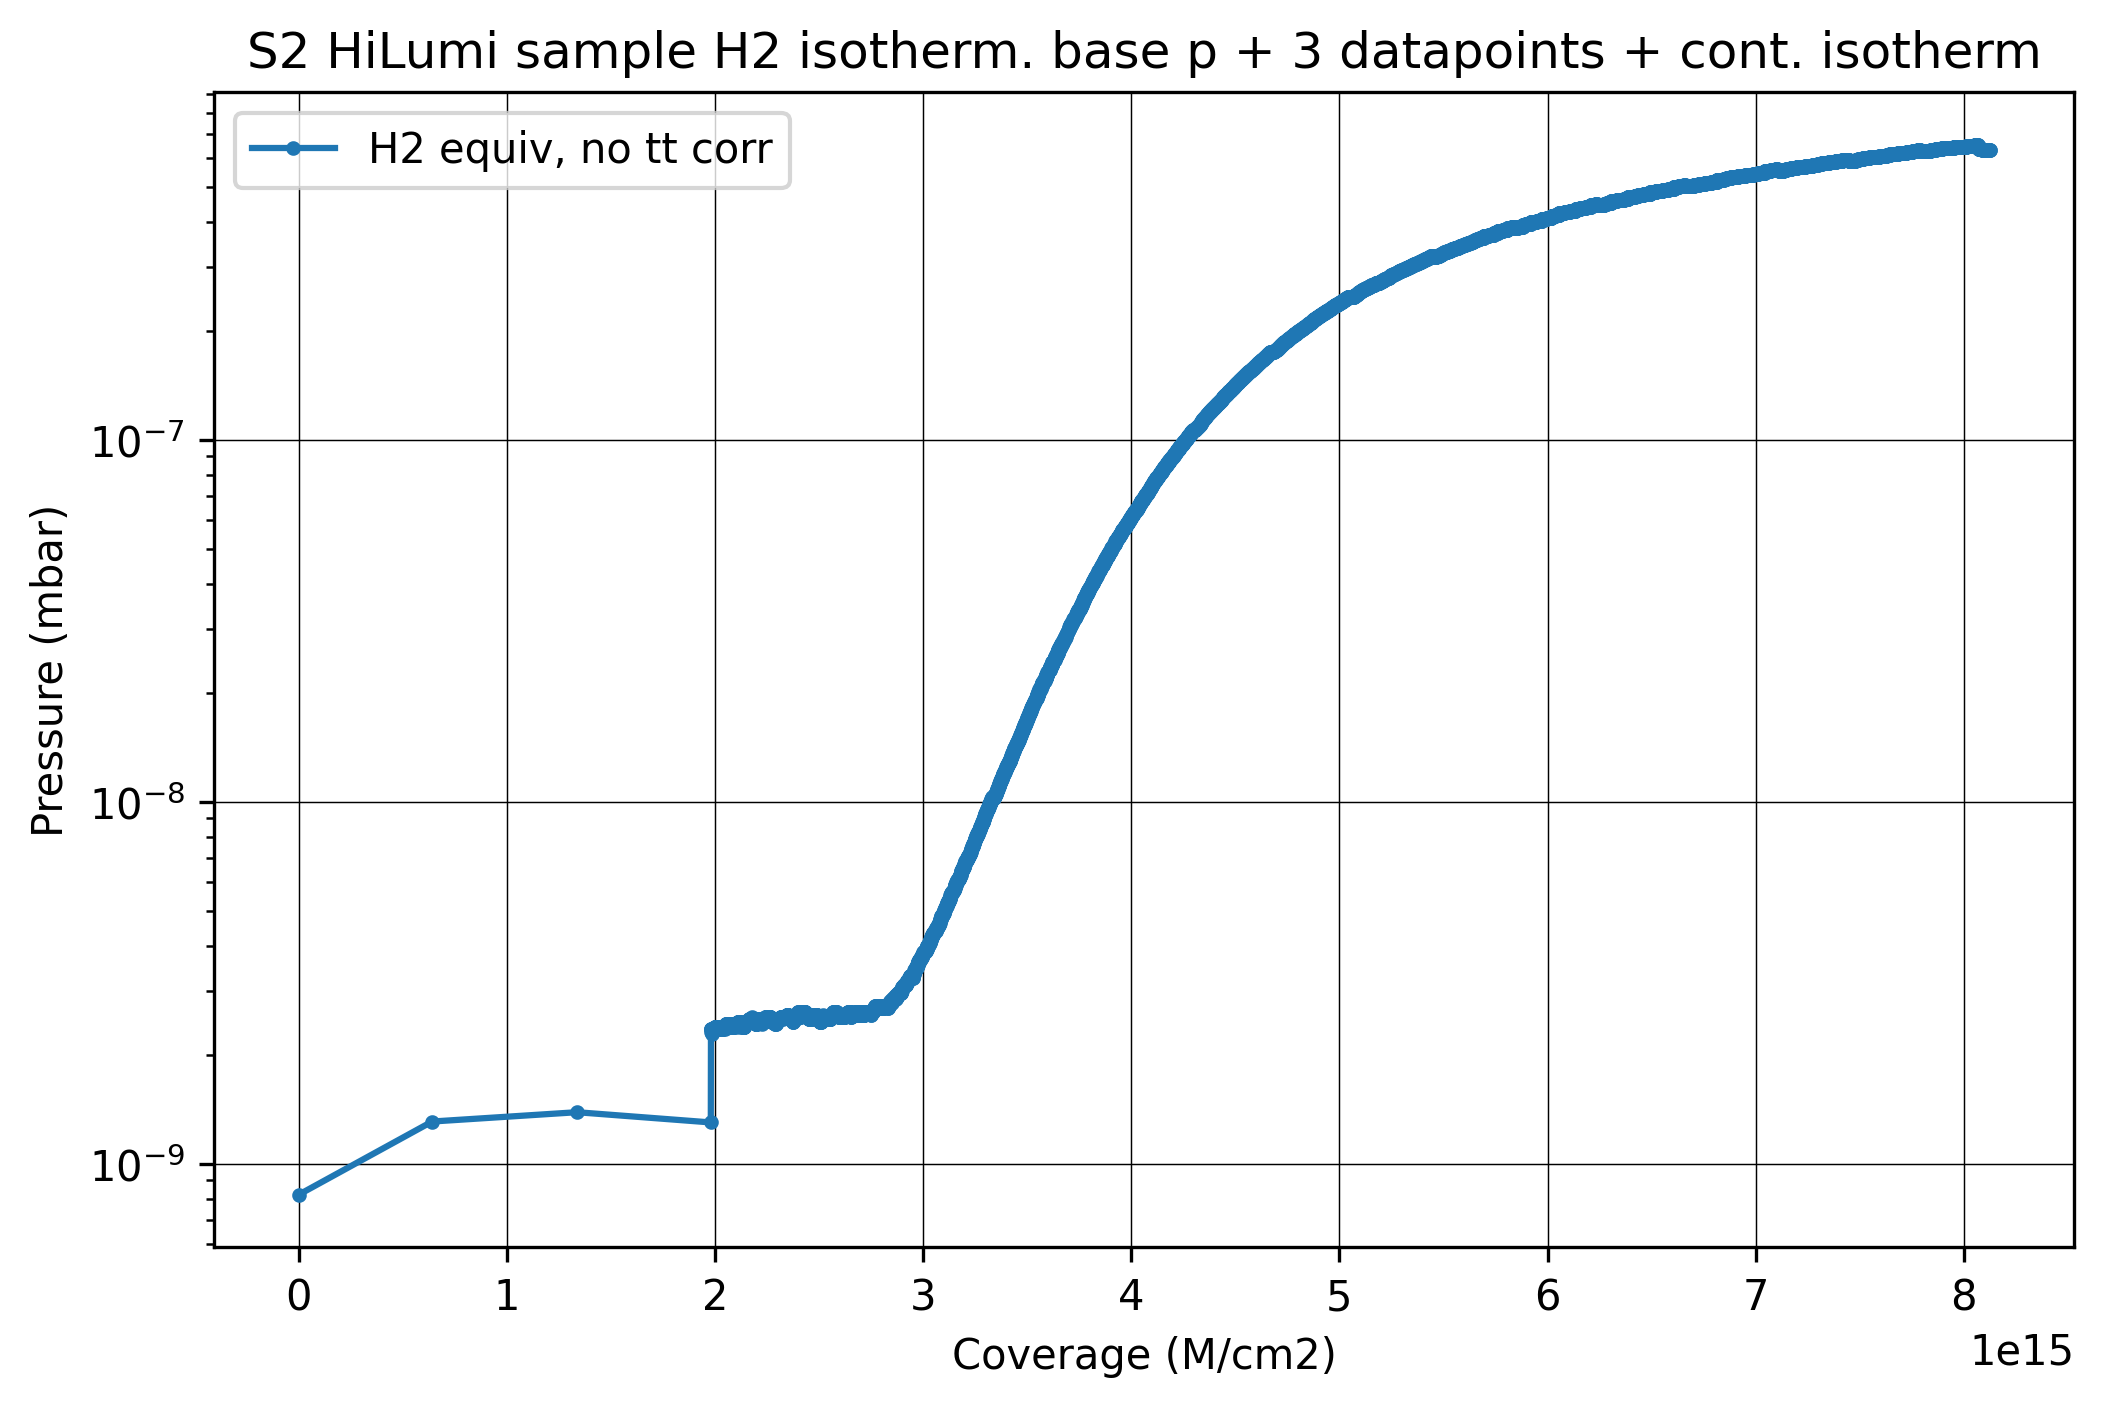 S2 HiLumi sample H2 isotherm. base p + 3 datapoints + cont. isotherm
H2 equiv, no tt corr
Pressure (mbar)
10⁻⁷
10⁻⁸
10⁻⁹
0 1 2 3 4 5 6 7 8
1e15
Coverage (M/cm2)